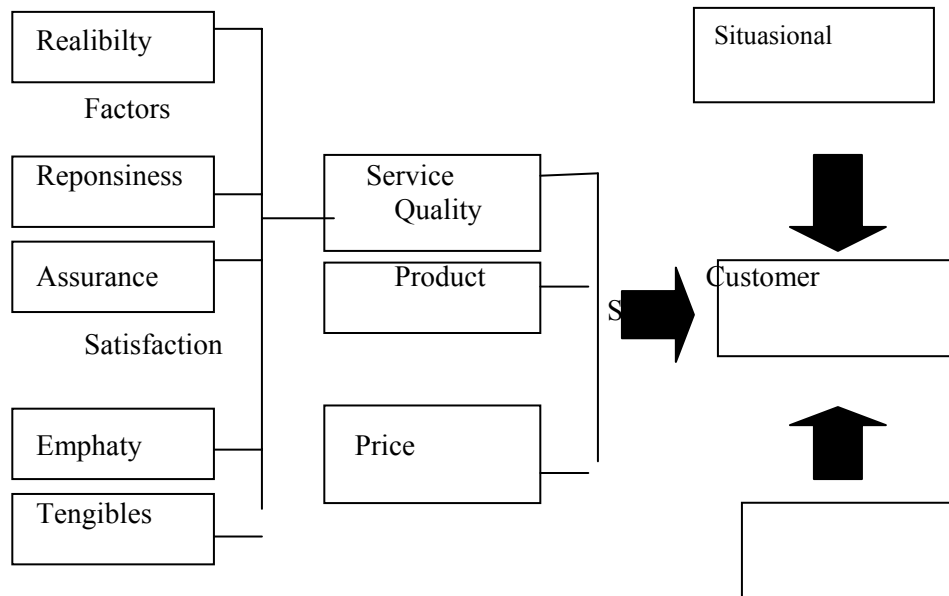 Realibilty
Situasional
Factors
Reponsiness
Service
Quality
Assurance
Product
Customer
S
Satisfaction
Emphaty
Price
Tengibles